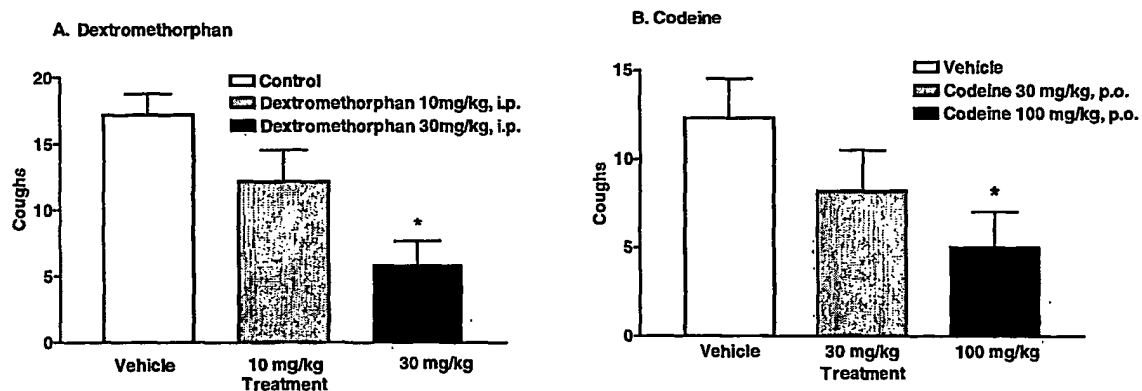 A. Dextromethorphan
Control
Dextromethorphan 10mg/kg, i.p.
Dextromethorphan 30mg/kg, i.p.
20
15
10
5
0
Coughs
*
Vehicle
10 mg/kg
30 mg/kg
Treatment
B. Codeine
Vehicle
Codeine 30 mg/kg, p.o.
Codeine 100 mg/kg, p.o.
15
10
5
0
Coughs
*
Vehicle
30 mg/kg
100 mg/kg
Treatment